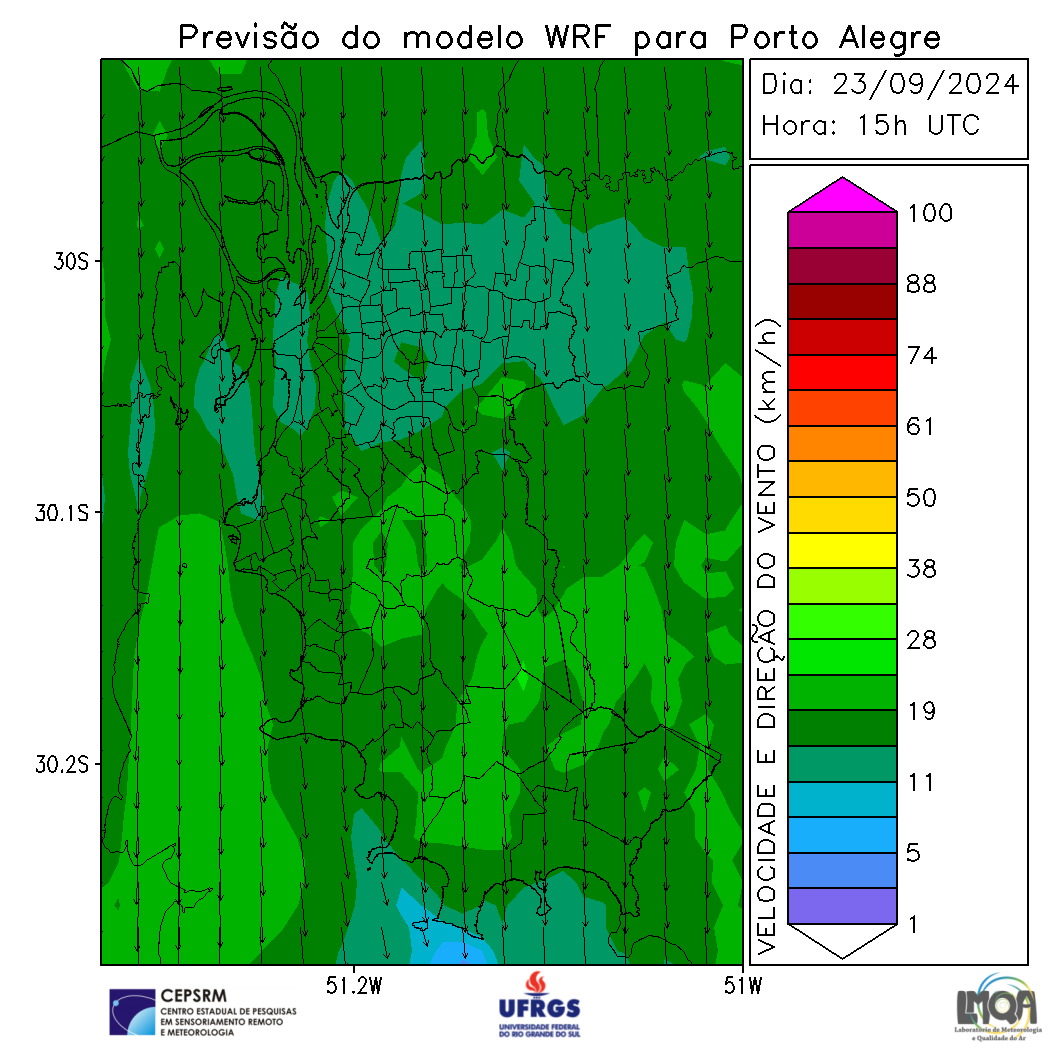 Previsão do modelo WRF para Porto Alegre
Dia: 23/09/2024
Hora: 15h UTC
30S
30.1S
30.2S
51.2W
51W
VELOCIDADE E DIREÇÃO DO VENTO (km/h)
100
88
74
61
50
38
28
19
11
5
1
CEPSRM
CENTRO ESTADUAL DE PESQUISAS
EM SENSORIAMENTO REMOTO
E METEOROLOGIA
UFRGS
UNIVERSIDADE FEDERAL
DO RIO GRANDE DO SUL
LMQA
Laboratório de Meteorologia
e Qualidade do Ar